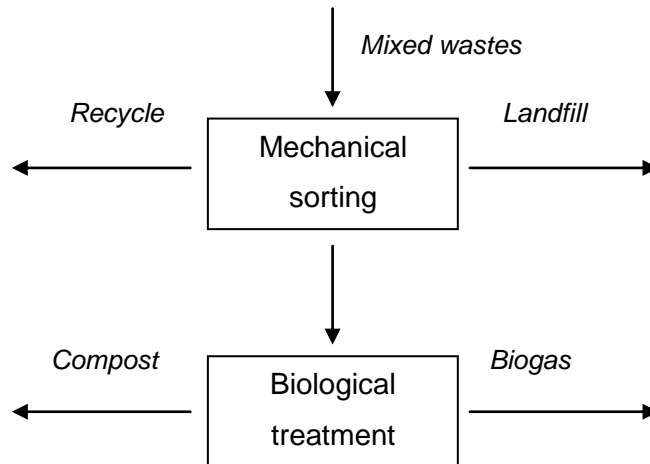 Mixed wastes
Recycle
Landfill
Mechanical
sorting
Compost
Biogas
Biological
treatment